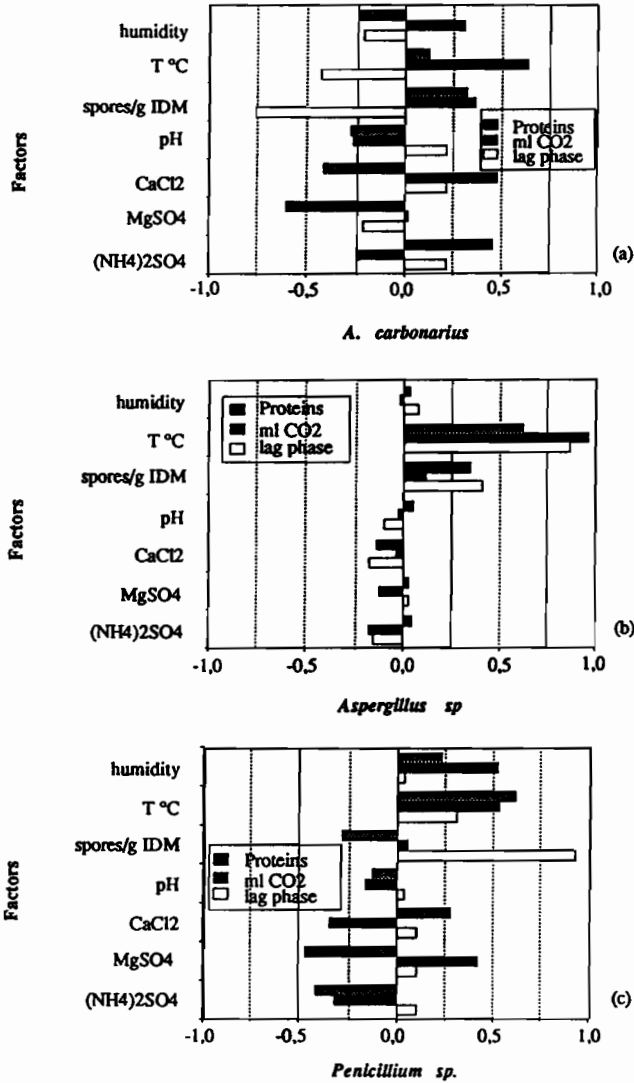 humidity
T °C
spores/g IDM
pH
CaCl2
MgSO4
(NH4)2SO4
Factors
Proteins
ml CO2
lag phase
(a)
-1,0 -0,5 0,0 0,5 1,0
A. carbonarius
humidity
T °C
spores/g IDM
pH
CaCl2
MgSO4
(NH4)2SO4
Factors
Proteins
ml CO2
lag phase
(b)
-1,0 -0,5 0,0 0,5 1,0
Aspergillus sp
humidity
T °C
spores/g IDM
pH
CaCl2
MgSO4
(NH4)2SO4
Factors
Proteins
ml CO2
lag phase
(c)
-1,0 -0,5 0,0 0,5 1,0
Penicillium sp.